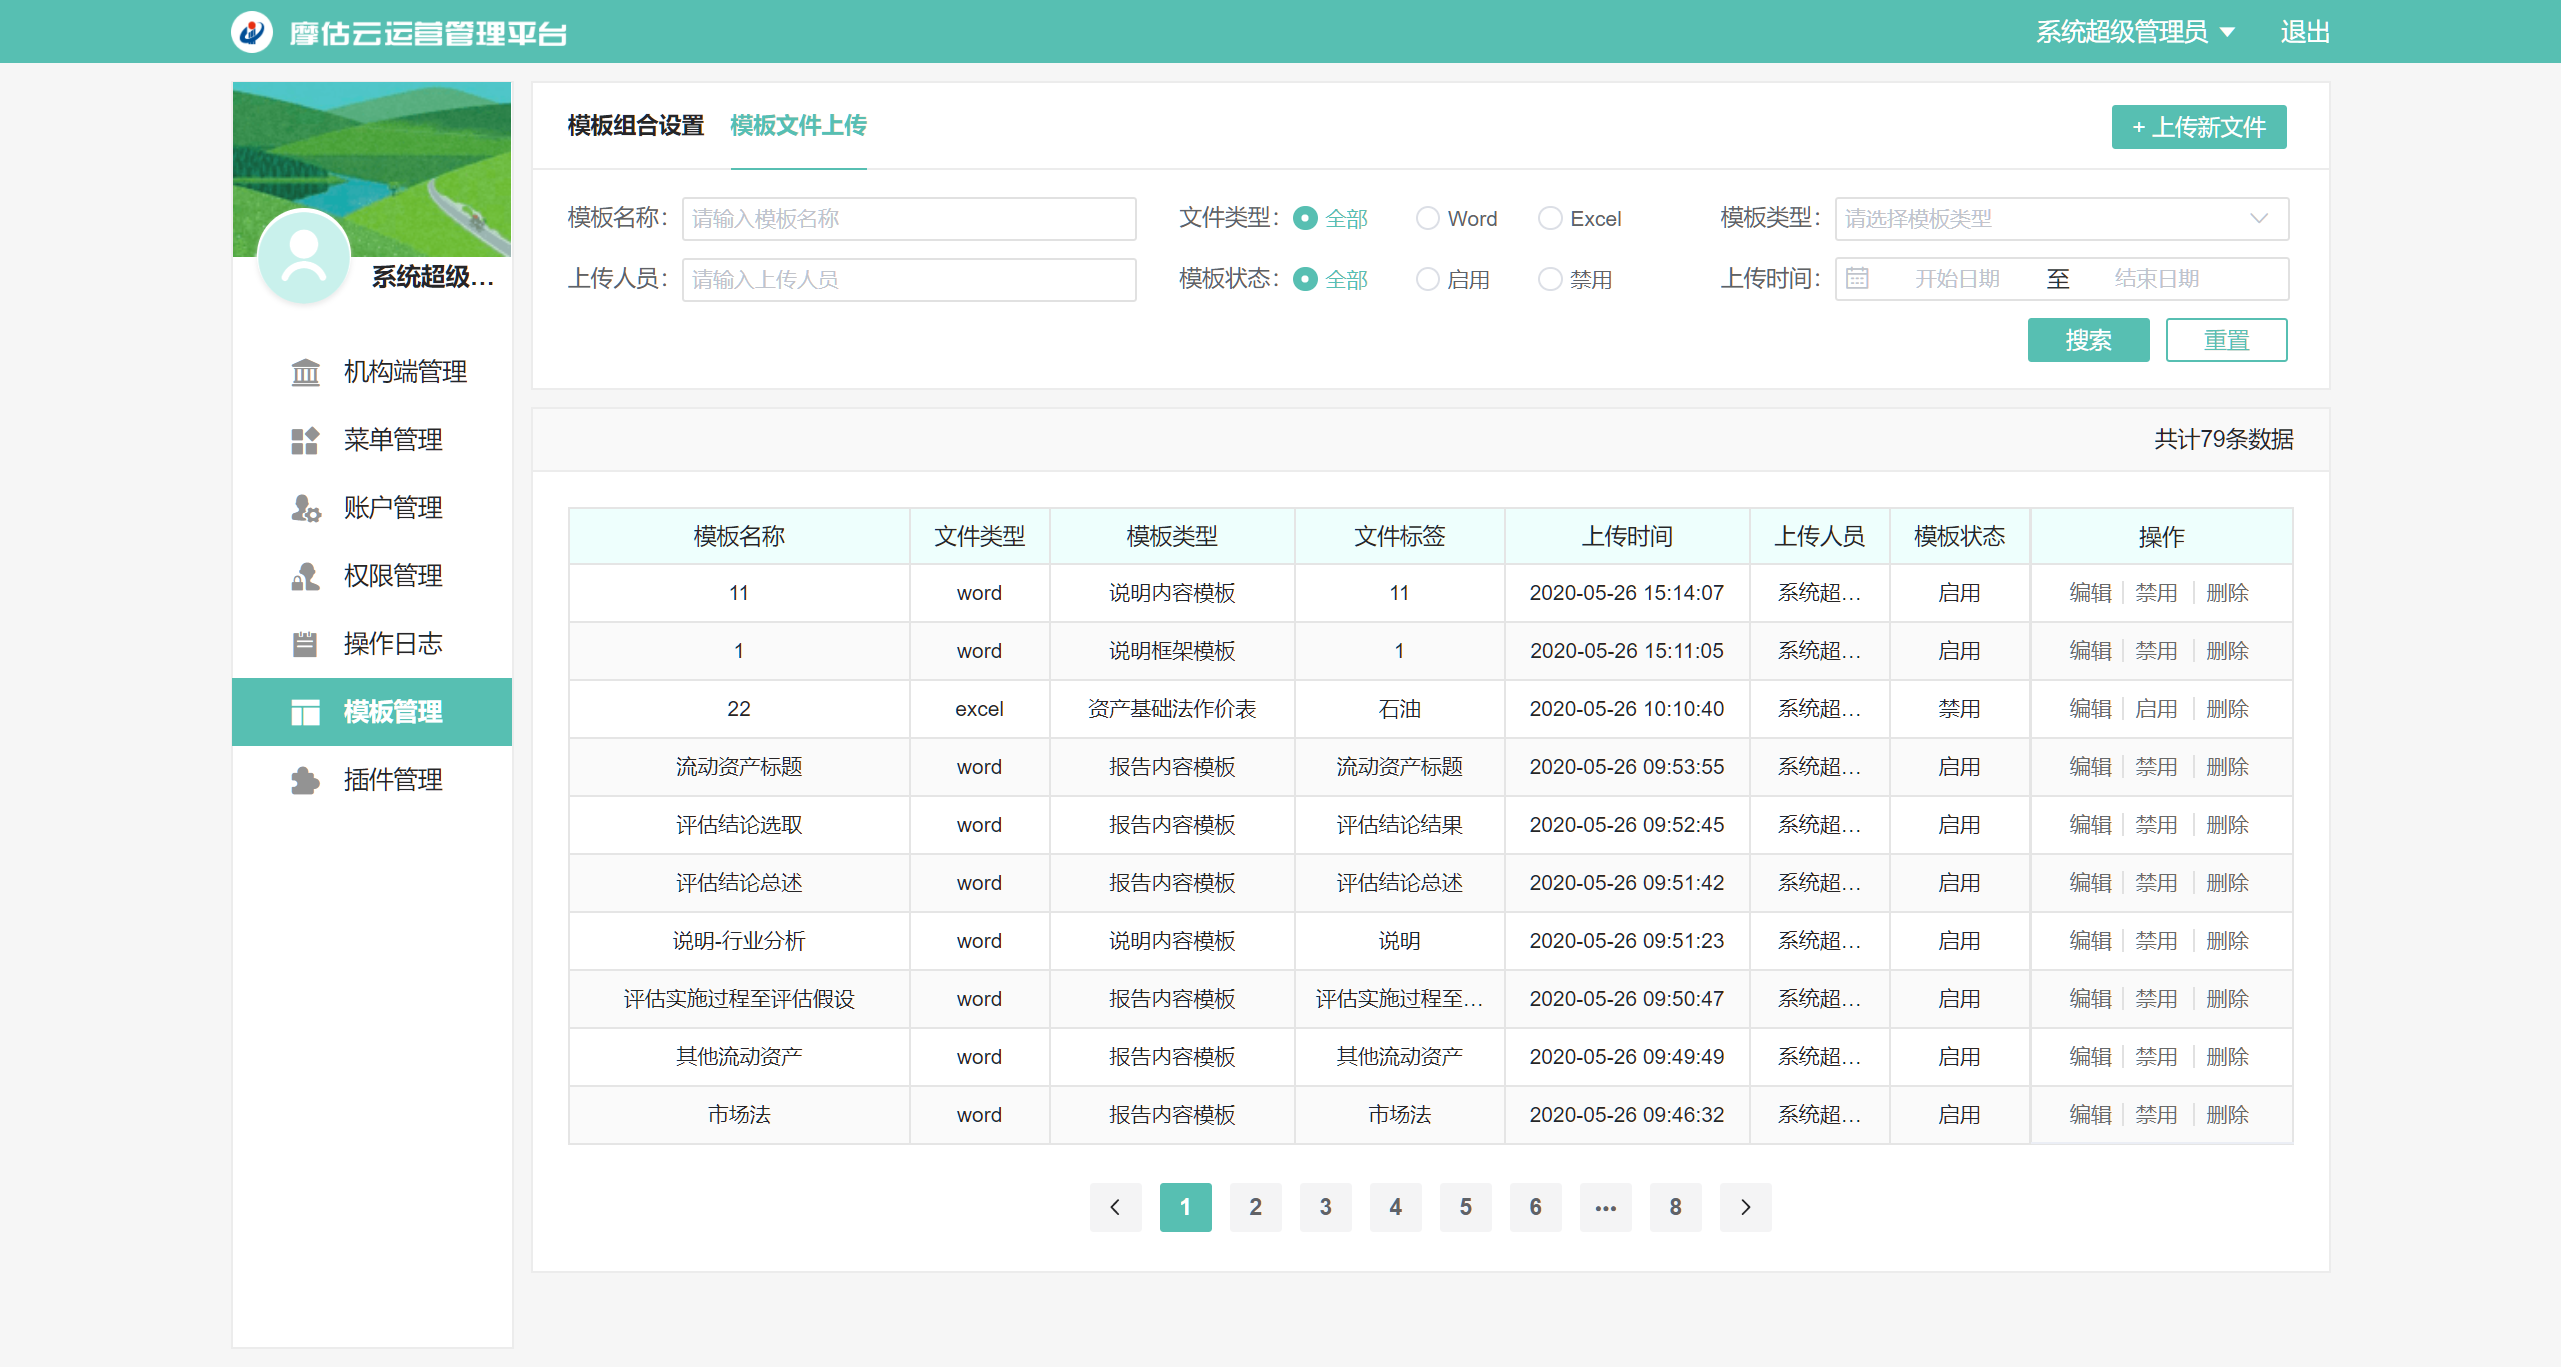 摩估云运营管理平台
系统超级管理员 退出
系统超级...
机构端管理
菜单管理
账户管理
权限管理
操作日志
模板管理
插件管理
模板组合设置 模板文件上传 + 上传新文件
模板名称: 请输入模板名称 文件类型: 全部 Word Excel 模板类型: 请选择模板类型
上传人员: 请输入上传人员 模板状态: 全部 启用 禁用 上传时间: 开始日期 至 结束日期
搜索 重置
共计79条数据
模板名称 文件类型 模板类型 文件标签 上传时间 上传人员 模板状态 操作
11 word 说明内容模板 11 2020-05-26 15:14:07 系统超... 启用 编辑 禁用 删除
1 word 说明框架模板 1 2020-05-26 15:11:05 系统超... 启用 编辑 禁用 删除
22 excel 资产基础法作价表 石油 2020-05-26 10:10:40 系统超... 禁用 编辑 启用 删除
流动资产标题 word 报告内容模板 流动资产标题 2020-05-26 09:53:55 系统超... 启用 编辑 禁用 删除
评估结论选取 word 报告内容模板 评估结论结果 2020-05-26 09:52:45 系统超... 启用 编辑 禁用 删除
评估结论总述 word 报告内容模板 评估结论总述 2020-05-26 09:51:42 系统超... 启用 编辑 禁用 删除
说明-行业分析 word 说明内容模板 说明 2020-05-26 09:51:23 系统超... 启用 编辑 禁用 删除
评估实施过程至评估假设 word 报告内容模板 评估实施过程至... 2020-05-26 09:50:47 系统超... 启用 编辑 禁用 删除
其他流动资产 word 报告内容模板 其他流动资产 2020-05-26 09:49:49 系统超... 启用 编辑 禁用 删除
市场法 word 报告内容模板 市场法 2020-05-26 09:46:32 系统超... 启用 编辑 禁用 删除
1 2 3 4 5 6 ... 8